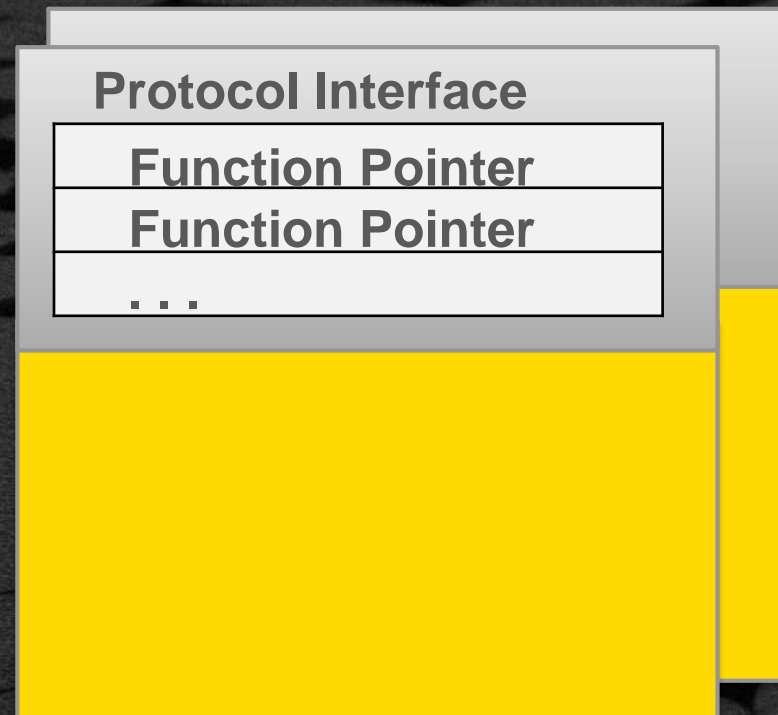 Protocol Interface
Function Pointer
Function Pointer
. . .